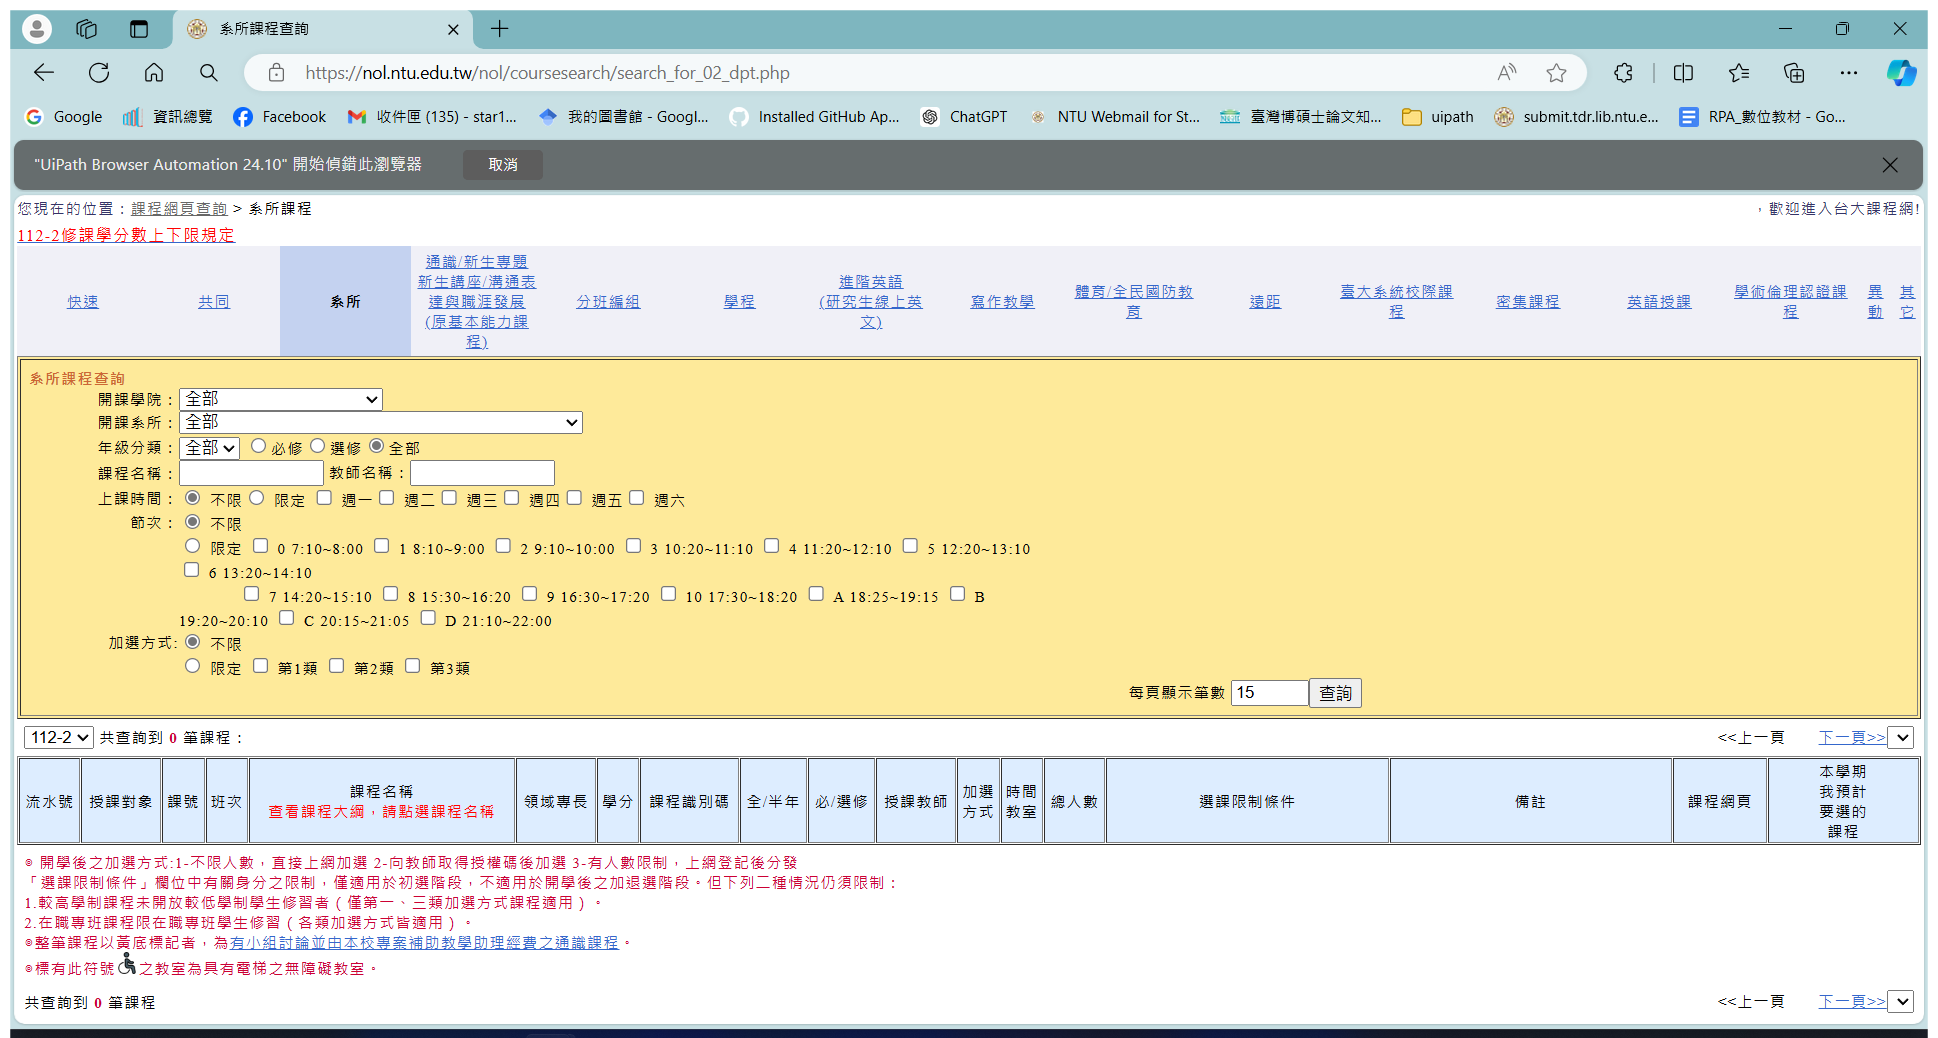 系所課程查詢
https://nol.ntu.edu.tw/nol/coursesearch/search_for_02_dpt.php
Google 資訊總覽 Facebook 收件匣 (135) - star1... 我的圖書館 - Googl... Installed GitHub Ap... ChatGPT NTU Webmail for St... 臺灣博碩士論文知... uipath submit.tdr.lib.ntu.e... RPA_數位教材 - Go...
"UiPath Browser Automation 24.10" 開始偵錯此瀏覽器 取消
您現在的位置：課程網頁查詢 > 系所課程 ，歡迎進入台大課程網!
112-2修課學分數上下限規定
快速 共同 系所
通識/新生專題
新生講座/溝通表
達與職涯發展
(原基本能力課
程)
分班編組 學程
進階英語
(研究生線上英
文)
寫作教學
體育/全民國防教
育
遠距
臺大系統校際課
程
密集課程 英語授課
學術倫理認證課
程
異
動
其
它
系所課程查詢
開課學院： 全部
開課系所： 全部
年級分類： 全部 必修 選修 全部
課程名稱： 教師名稱：
上課時間： 不限 限定 週一 週二 週三 週四 週五 週六
節次： 不限
限定 0 7:10~8:00 1 8:10~9:00 2 9:10~10:00 3 10:20~11:10 4 11:20~12:10 5 12:20~13:10
6 13:20~14:10
7 14:20~15:10 8 15:30~16:20 9 16:30~17:20 10 17:30~18:20 A 18:25~19:15 B
19:20~20:10 C 20:15~21:05 D 21:10~22:00
加選方式: 不限
限定 第1類 第2類 第3類
每頁顯示筆數 15 查詢
112-2 共查詢到 0 筆課程： <<上一頁 下一頁>>
流水號 授課對象 課號 班次
課程名稱
查看課程大綱，請點選課程名稱
領域專長 學分 課程識別碼 全/半年 必/選修 授課教師
加選
方式
時間
教室
總人數 選課限制條件 備註 課程網頁
本學期
我預計
要選的
課程
◎ 開學後之加選方式:1-不限人數，直接上網加選 2-向教師取得授權碼後加選 3-有人數限制，上網登記後分發
「選課限制條件」欄位中有關身分之限制，僅適用於初選階段，不適用於開學後之加退選階段。但下列二種情況仍須限制：
1.較高學制課程未開放較低學制學生修習者（僅第一、三類加選方式課程適用）。
2.在職專班課程限在職專班學生修習（各類加選方式皆適用）。
◎整筆課程以黃底標記者，為有小組討論並由本校專案補助教學助理經費之通識課程。
◎標有此符號之教室為具有電梯之無障礙教室。
共查詢到 0 筆課程 <<上一頁 下一頁>>